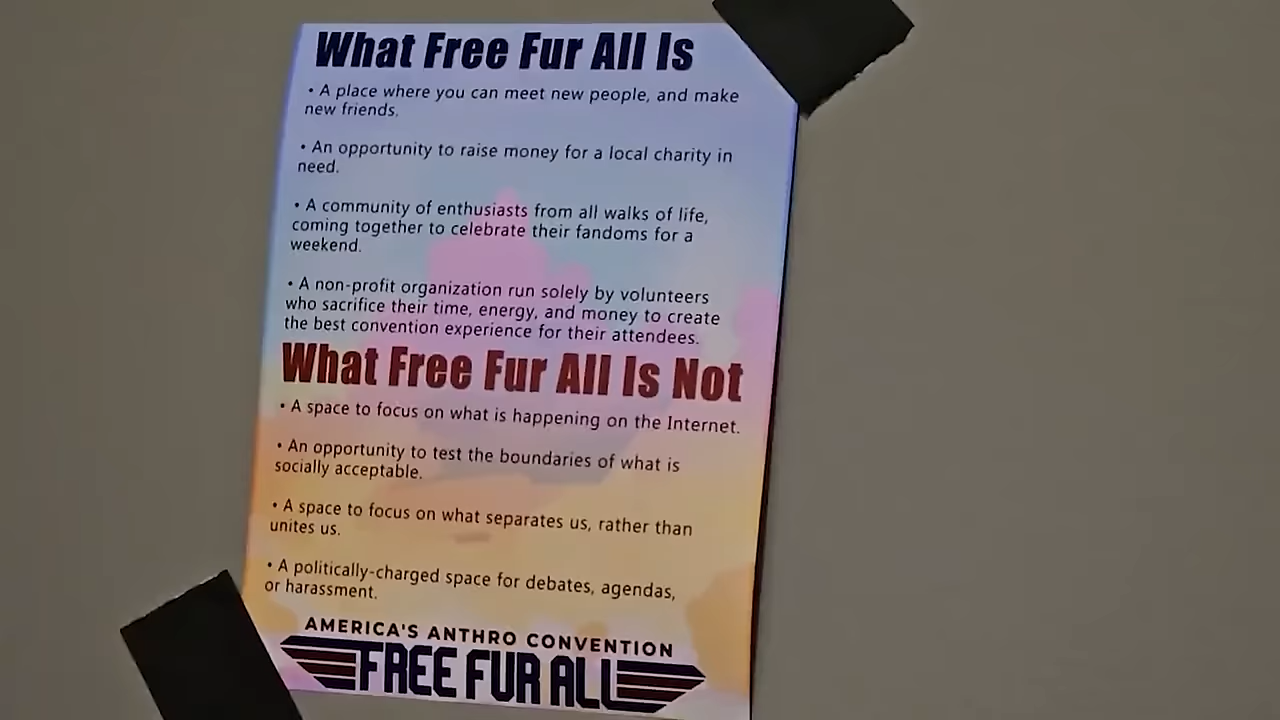 What Free Fur All Is
• A place where you can meet new people, and make
new friends.
• An opportunity to raise money for a local charity in
need.
• A community of enthusiasts from all walks of life,
coming together to celebrate their fandoms for a
weekend.
• A non-profit organization run solely by volunteers
who sacrifice their time, energy, and money to create
the best convention experience for their attendees.
What Free Fur All Is Not
• A space to focus on what is happening on the Internet.
• An opportunity to test the boundaries of what is
socially acceptable.
• A space to focus on what separates us, rather than
unites us.
• A politically-charged space for debates, agendas,
or harassment.
AMERICA'S ANTHRO CONVENTION
FREE FUR ALL